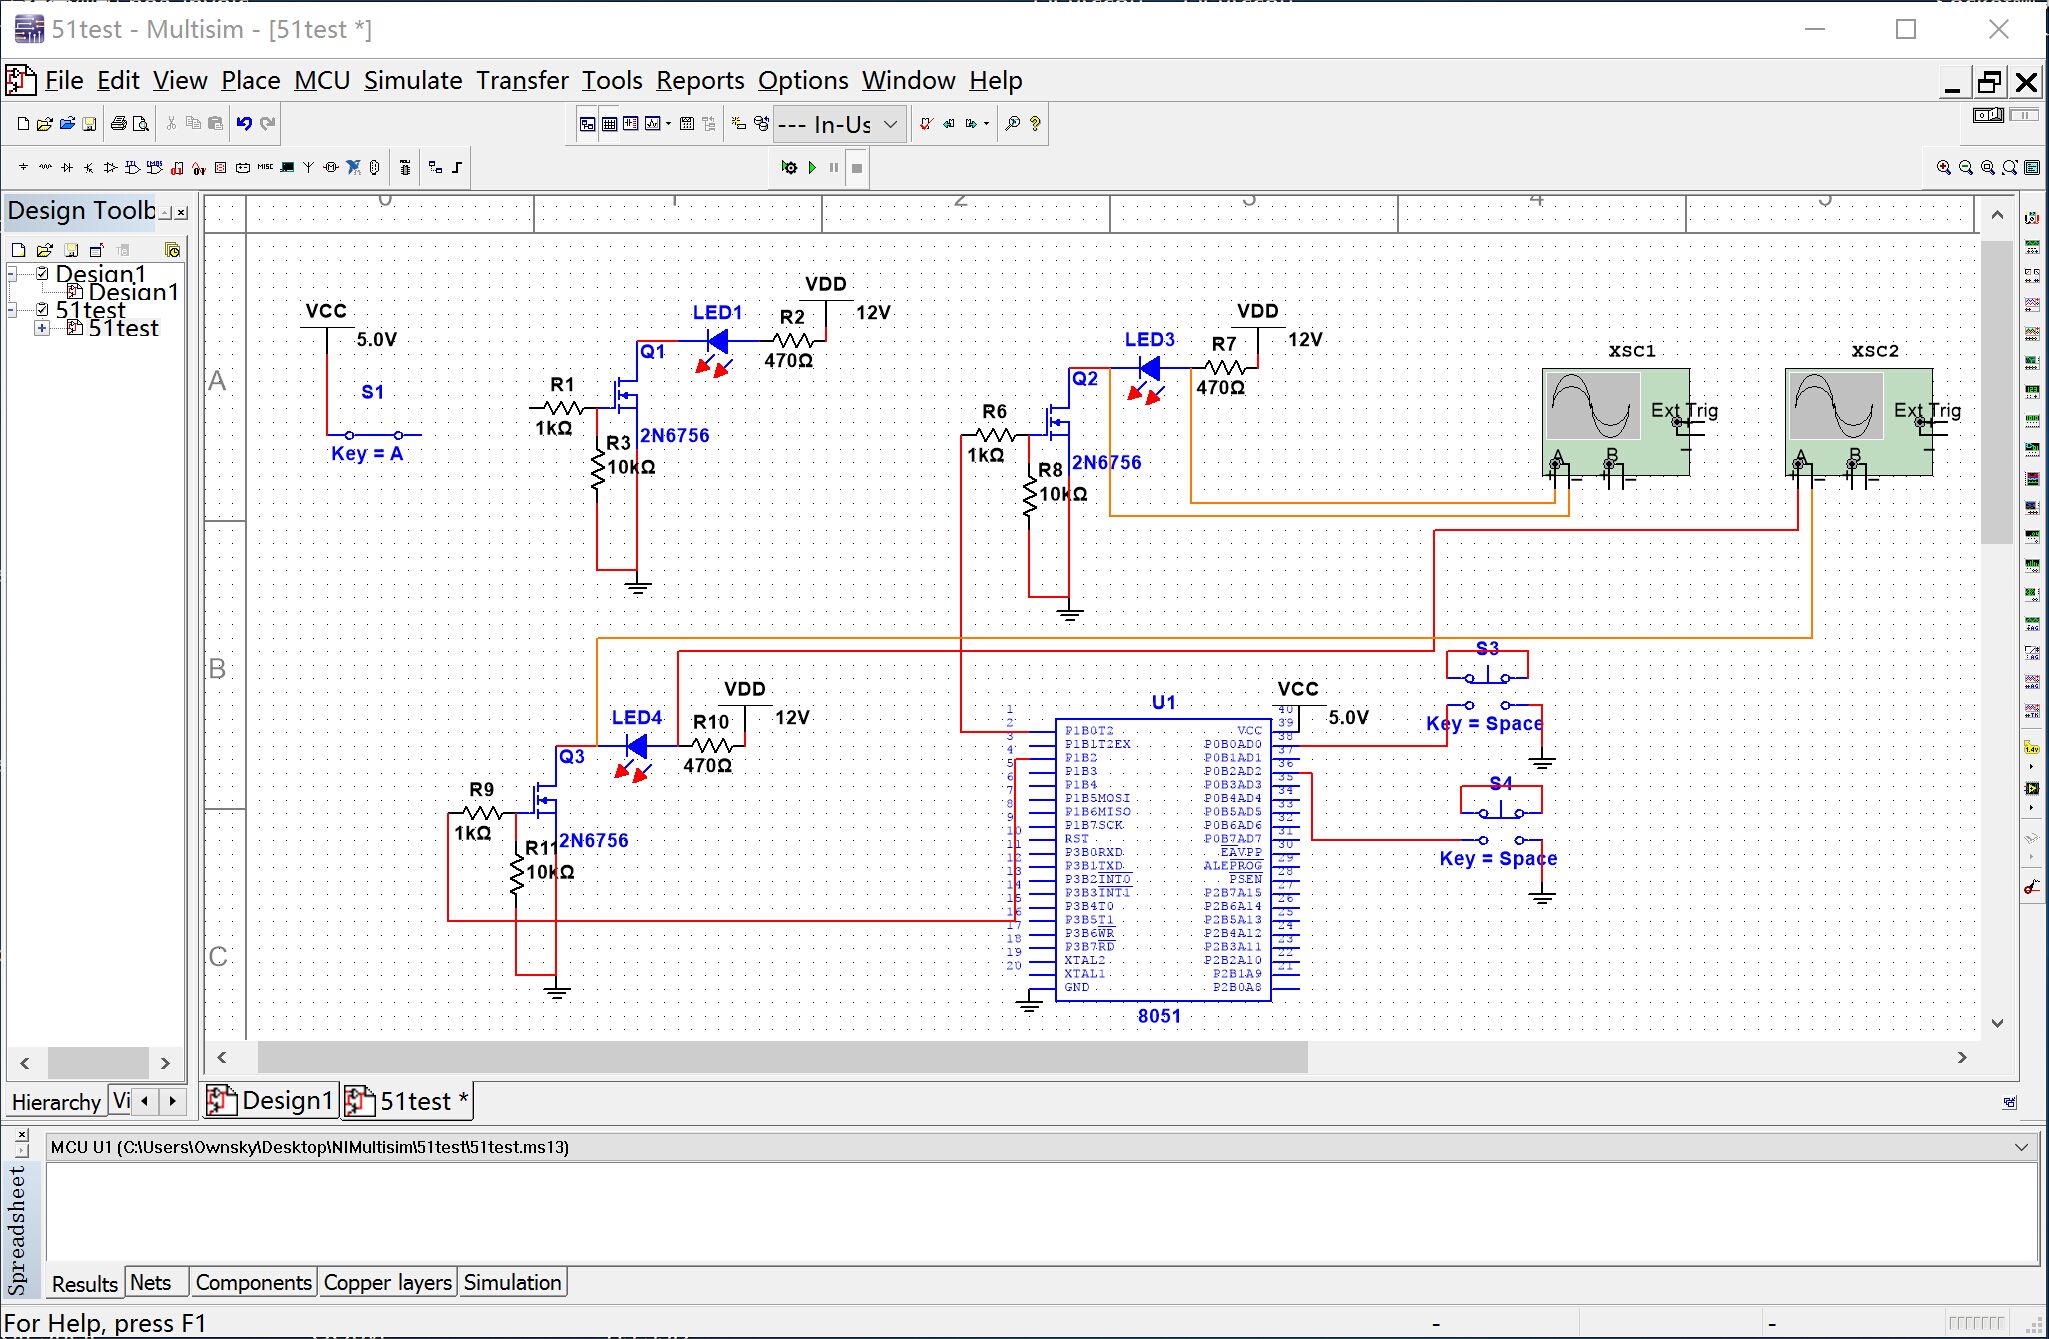 51test - Multisim - [51test *]
File Edit View Place MCU Simulate Transfer Tools Reports Options Window Help
--- In-Us
Design Toolb
Design1
Design1
51test
51test
0 1 2 3 4 5
A
B
C
VCC
5.0V
S1
Key = A
LED1
VDD
12V
R2
470Ω
Q1
R1
1kΩ
2N6756
R3
10kΩ
LED3
VDD
12V
R7
470Ω
Q2
R6
1kΩ
2N6756
R8
10kΩ
XSC1
Ext Trig
A
B
XSC2
Ext Trig
A
B
LED4
VDD
12V
R10
470Ω
Q3
R9
1kΩ
2N6756
R11
10kΩ
U1
VCC
5.0V
1
2
3
4
5
6
7
8
9
10
11
12
13
14
15
16
17
18
19
20
P1B0T2
P1B1T2EX
P1B2
P1B3
P1B4
P1B5MOSI
P1B6MISO
P1B7SCK
RST
P3B0RXD
P3B1TXD
P3B2INT0
P3B3INT1
P3B4T0
P3B5T1
P3B6WR
P3B7RD
XTAL2
XTAL1
GND
VCC
P0B0AD0
P0B1AD1
P0B2AD2
P0B3AD3
P0B4AD4
P0B5AD5
P0B6AD6
P0B7AD7
EAVPP
ALEPROG
PSEN
P2B7A15
P2B6A14
P2B5A13
P2B4A12
P2B3A11
P2B2A10
P2B1A9
P2B0A8
40
39
38
37
36
35
34
33
32
31
30
29
28
27
26
25
24
23
22
21
8051
S3
Key = Space
S4
Key = Space
Hierarchy Vi
Design1 51test *
MCU U1 (C:\Users\Ownsky\Desktop\NIMultisim\51test\51test.ms13)
Spreadsheet
Results Nets Components Copper layers Simulation
For Help, press F1
- -